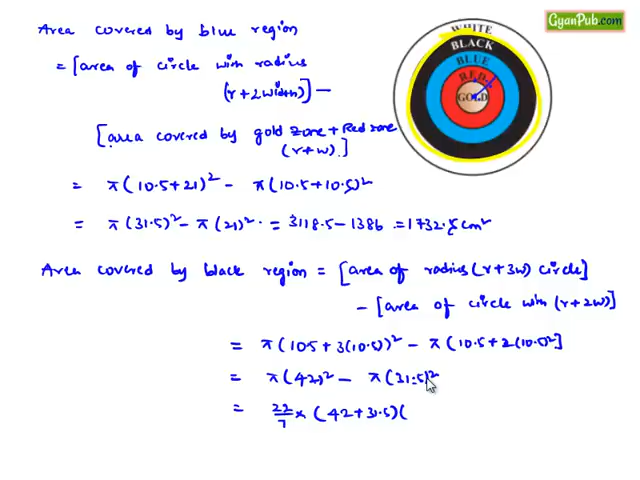 GyanPub.com
Area covered by blue region
= [area of circle with radius
(r + 2width)] –
[area covered by gold zone + Red zone
(r+w)]
= π(10.5+21)² – π(10.5+10.5)²
= π(31.5)² – π(21)² = 3118.5 – 1386 = 1732.5 cm²
WHITE
BLACK
BLUE
RED
GOLD
Area covered by black region = [area of radius (r+3w) circle]
– [area of circle with (r+2w)]
= π(10.5 + 3(10.5))² – π(10.5 + 2(10.5)²]
= π(42)² – π(31.5)²
= 22/7 × (42+31.5)(